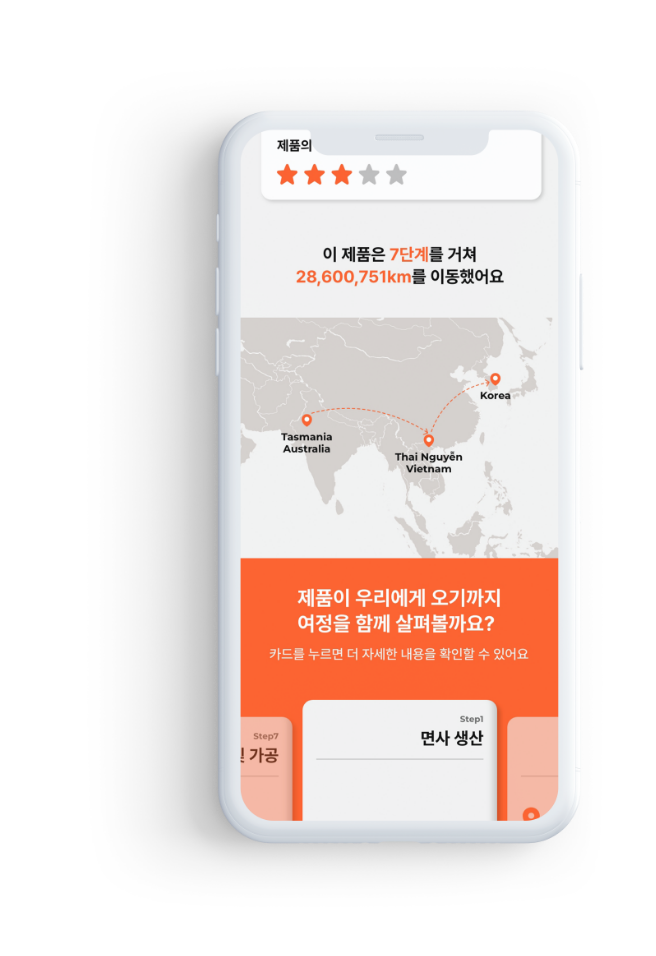 제품의
이 제품은 7단계를 거쳐
28,600,751km를 이동했어요
Korea
Tasmania
Australia
Thai Nguyễn
Vietnam
제품이 우리에게 오기까지
여정을 함께 살펴볼까요?
카드를 누르면 더 자세한 내용을 확인할 수 있어요
Step7
및 가공
Step1
면사 생산